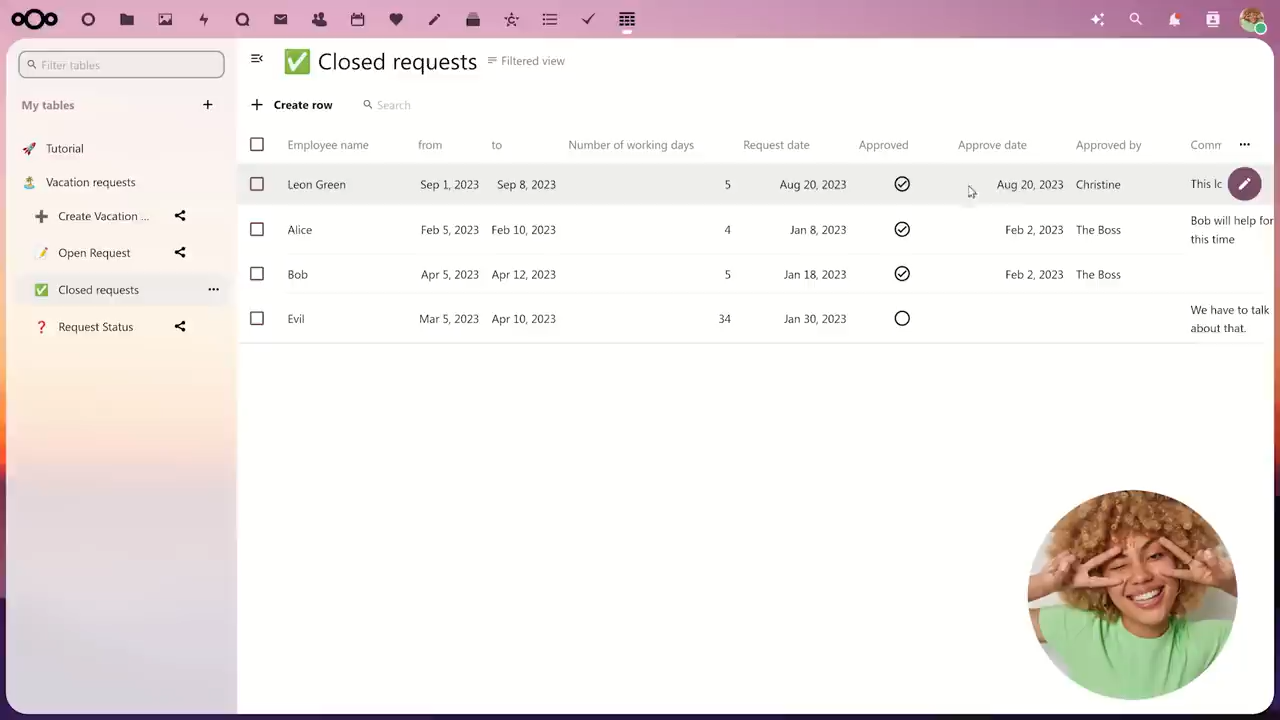 Filter tables
My tables
Tutorial
Vacation requests
Create Vacation ...
Open Request
Closed requests
Request Status
Closed requests
Filtered view
Create row
Search
Employee name from to Number of working days Request date Approved Approve date Approved by Comm
Leon Green Sep 1, 2023 Sep 8, 2023 5 Aug 20, 2023 Aug 20, 2023 Christine This lc
Alice Feb 5, 2023 Feb 10, 2023 4 Jan 8, 2023 Feb 2, 2023 The Boss Bob will help for
this time
Bob Apr 5, 2023 Apr 12, 2023 5 Jan 18, 2023 Feb 2, 2023 The Boss
Evil Mar 5, 2023 Apr 10, 2023 34 Jan 30, 2023 We have to talk
about that.